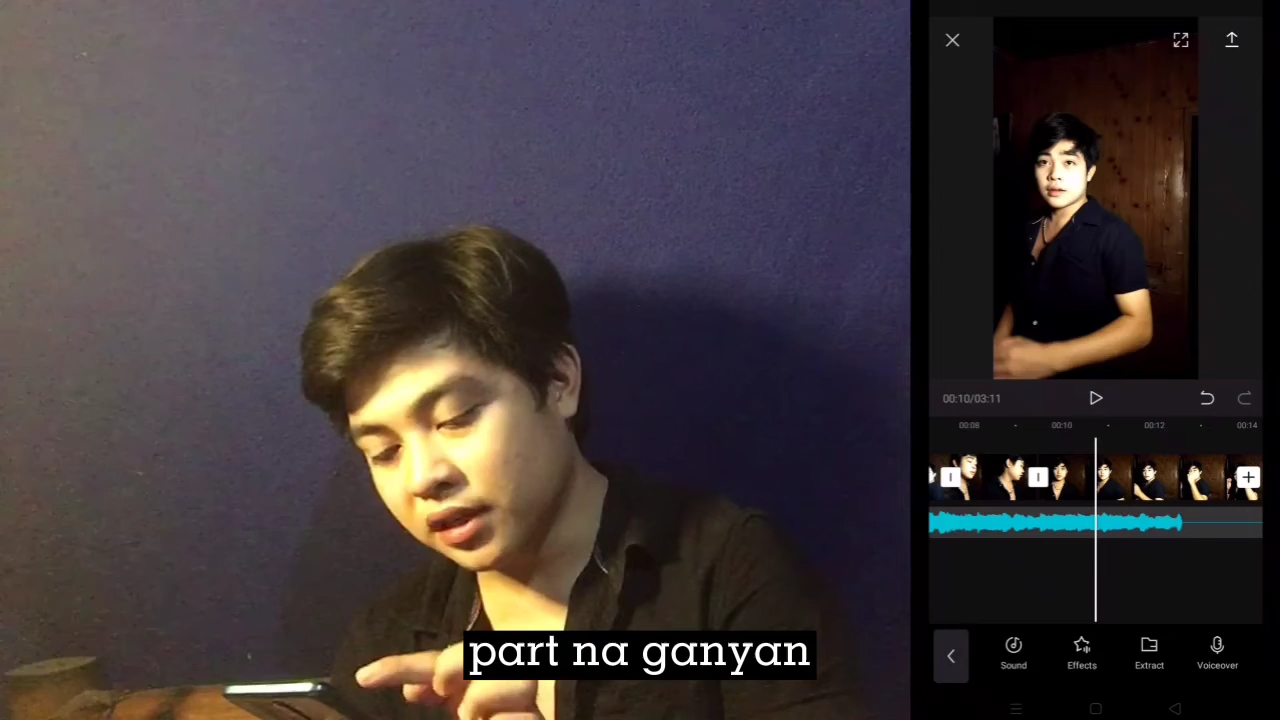 00:10/03:11
00:08
00:10
00:12
00:14
Sound
Effects
Extract
Voiceover
part na ganyan